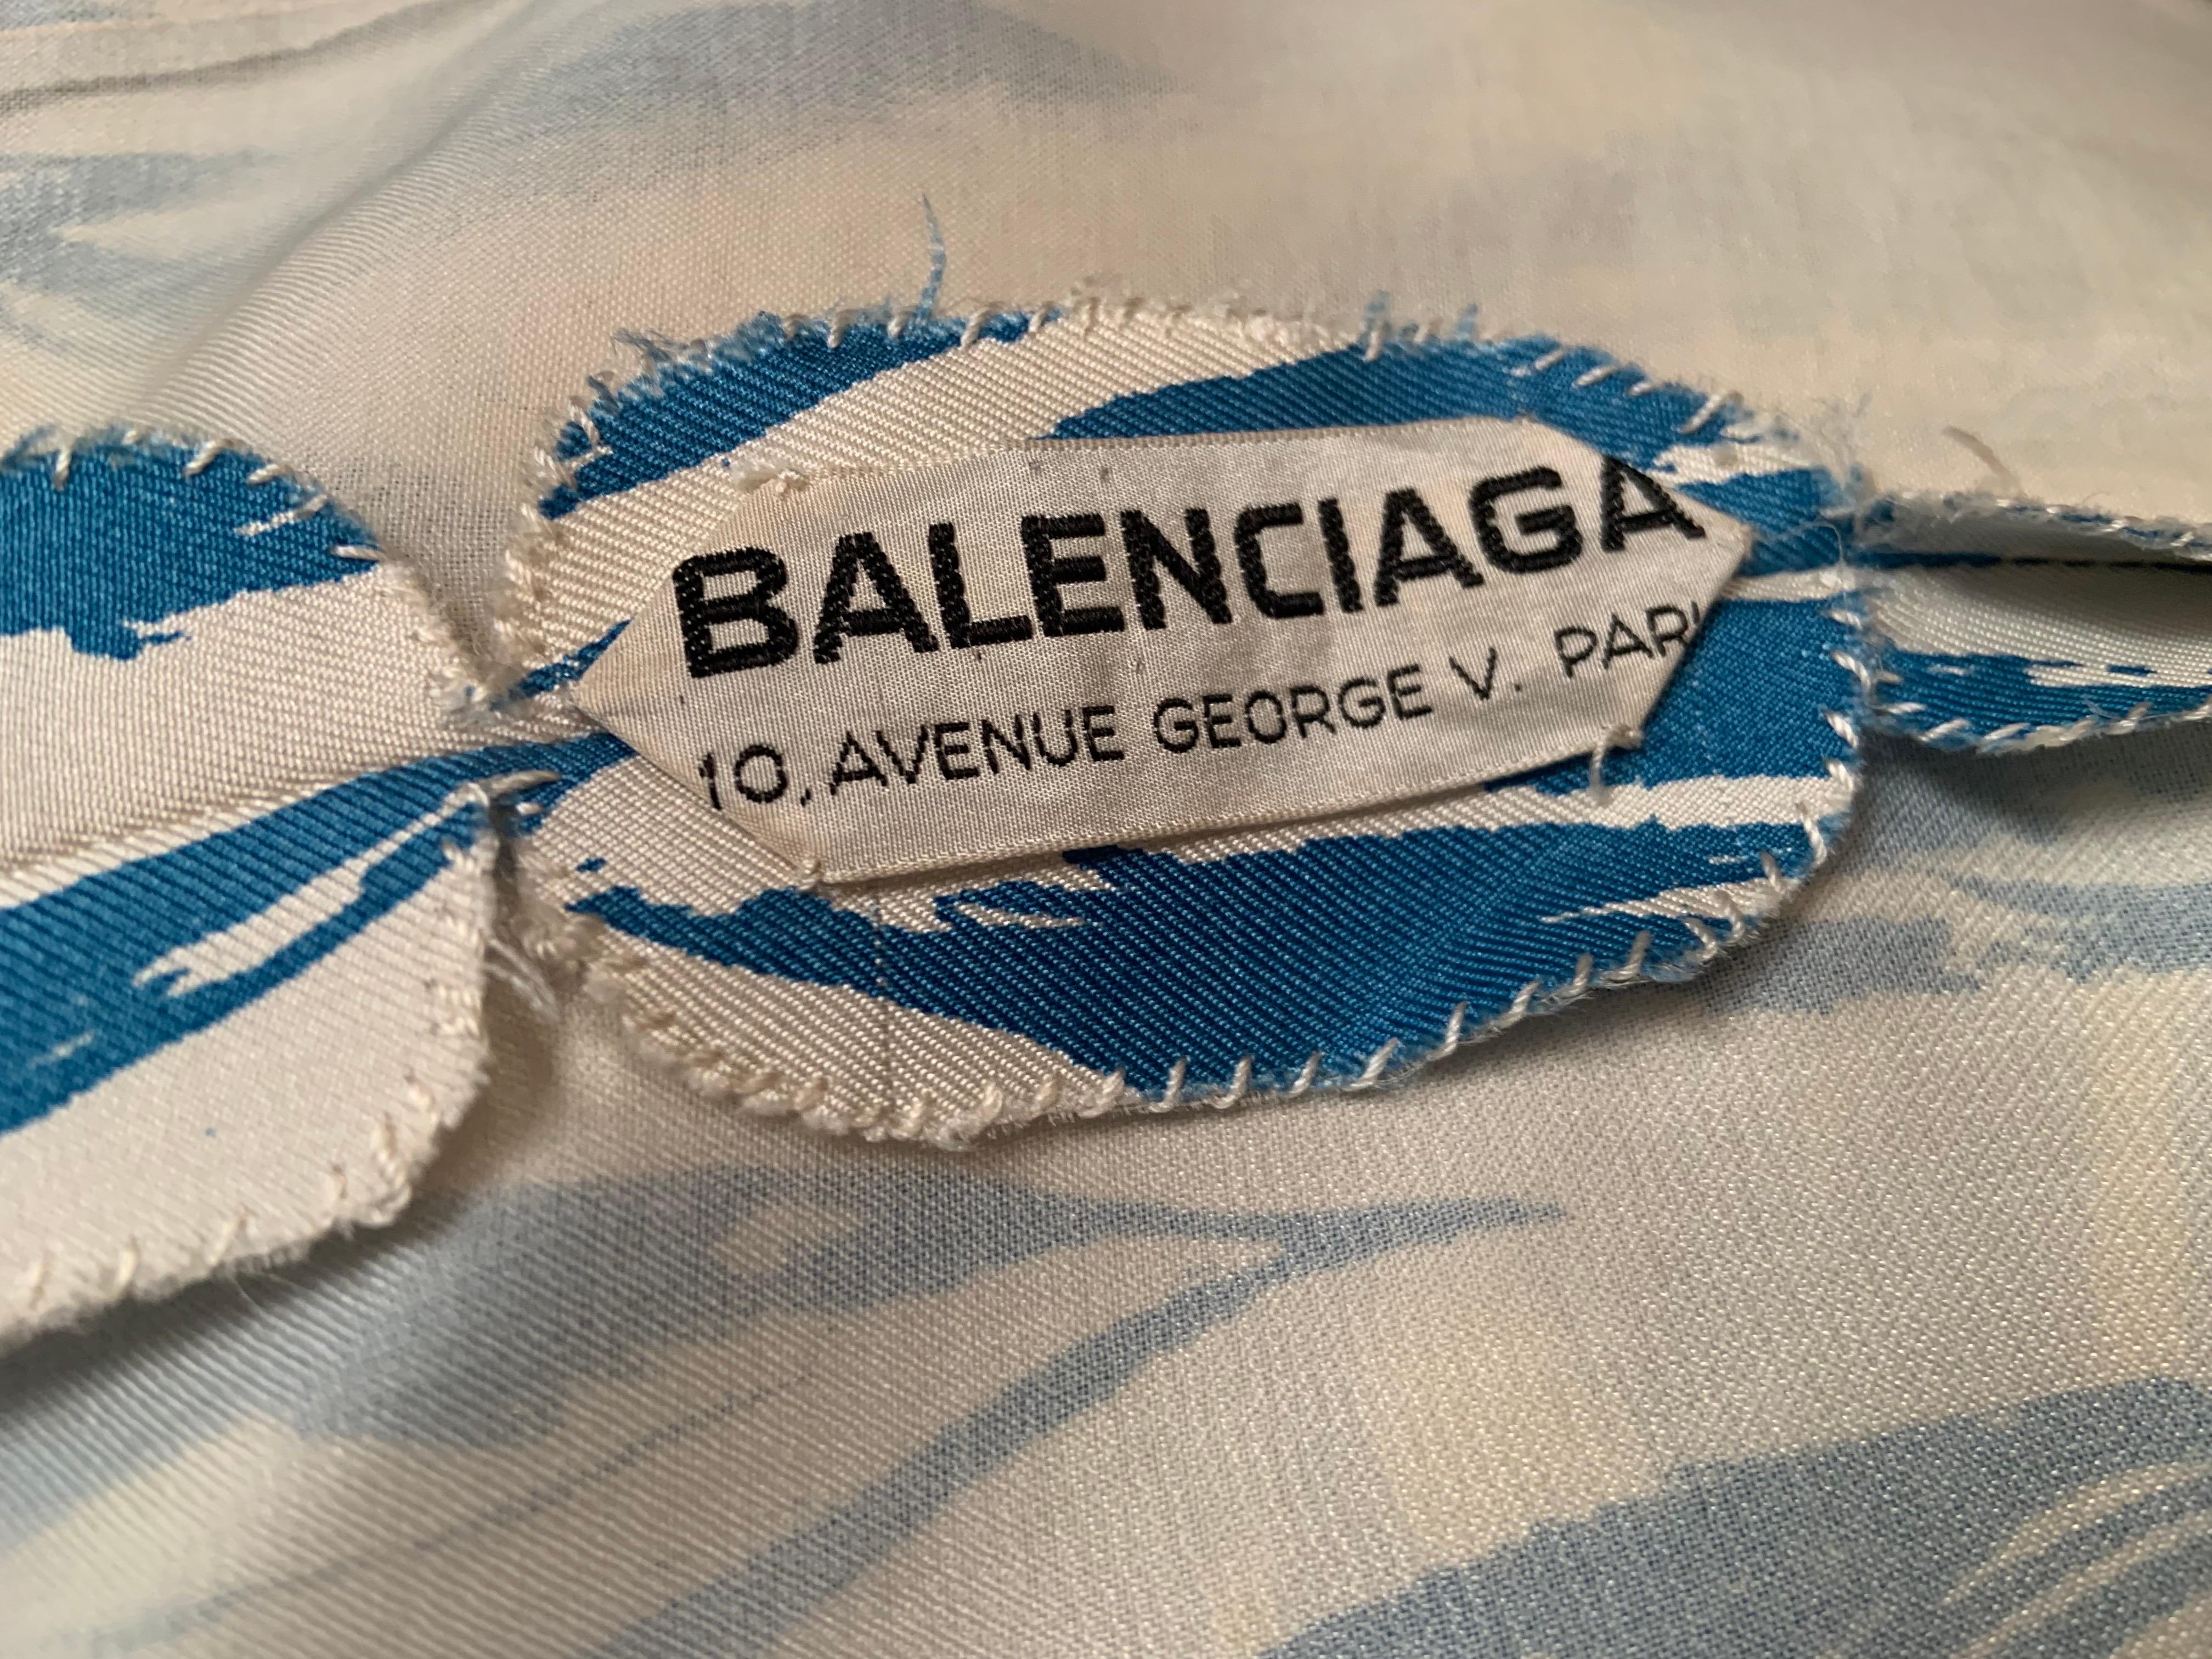 BALENCIAGA
10, AVENUE GEORGE V. PARI